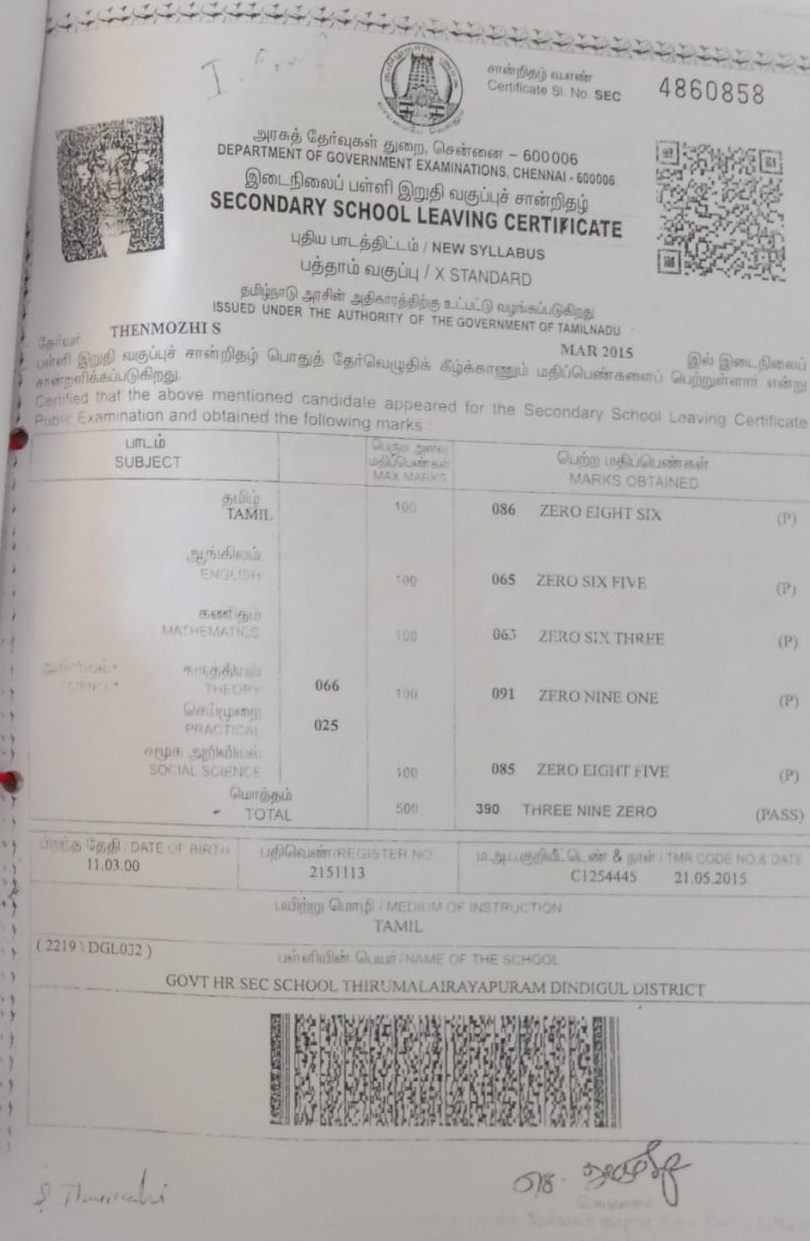 சான்றிதழ் வ.எண்
Certificate Sl. No. SEC 4860858
அரசுத் தேர்வுகள் துறை, சென்னை – 600006
DEPARTMENT OF GOVERNMENT EXAMINATIONS, CHENNAI - 600006
இடைநிலைப் பள்ளி இறுதி வகுப்புச் சான்றிதழ்
SECONDARY SCHOOL LEAVING CERTIFICATE
புதிய பாடத்திட்டம் / NEW SYLLABUS
பத்தாம் வகுப்பு / X STANDARD
தமிழ்நாடு அரசின் அதிகாரத்திற்கு உட்பட்டு வழங்கப்படுகிறது
ISSUED UNDER THE AUTHORITY OF THE GOVERNMENT OF TAMILNADU
தேர்வர் THENMOZHI S MAR 2015 இல் இடைநிலைப்
பள்ளி இறுதி வகுப்புச் சான்றிதழ் பொதுத் தேர்வெழுதிக் கீழ்க்காணும் மதிப்பெண்களைப் பெற்றுள்ளார் என்று
சான்றளிக்கப்படுகிறது.
Certified that the above mentioned candidate appeared for the Secondary School Leaving Certificate
Public Examination and obtained the following marks :
பாடம் பெற்ற மதிப்பெண்கள்
SUBJECT MAX MARKS MARKS OBTAINED
தமிழ்
TAMIL 100 086 ZERO EIGHT SIX (P)
ஆங்கிலம்
ENGLISH 100 065 ZERO SIX FIVE (P)
கணிதம்
MATHEMATICS 100 063 ZERO SIX THREE (P)
அறிவியல் கருத்தியல்
THEORY 066 100 091 ZERO NINE ONE (P)
செய்முறை
PRACTICAL 025
சமூக அறிவியல்
SOCIAL SCIENCE 100 085 ZERO EIGHT FIVE (P)
மொத்தம்
TOTAL 500 390 THREE NINE ZERO (PASS)
பிறந்த தேதி / DATE OF BIRTH பதிவெண்/REGISTER NO. ம.அ.ப.குறியீட்டெண் & நாள் / TMR CODE NO & DATE
11.03.00 2151113 C1254445 21.05.2015
பயிற்று மொழி / MEDIUM OF INSTRUCTION
TAMIL
( 2219 \ DGL032 )
பள்ளியின் பெயர்/NAME OF THE SCHOOL
GOVT HR SEC SCHOOL THIRUMALAIRAYAPURAM DINDIGUL DISTRICT